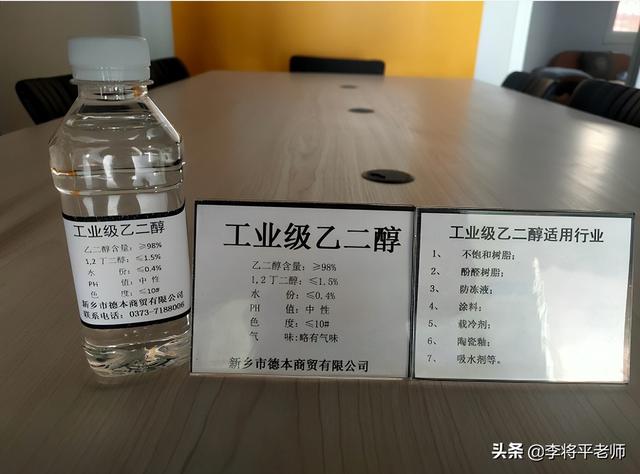 工业级乙二醇
乙二醇含量：≥98%
1,2丁二醇：≤1.5%
水　　份：≤0.4%
PH　　值：中 性
色　　度：≤10#
新乡市德本商贸有限公司
联系电话：0373-7188006
工业级乙二醇
乙二醇含量：≥98%
1,2丁二醇：≤1.5%
水　　份：≤0.4%
PH　　值：中 性
色　　度：≤10#
气　　味:略有气味
新乡市德本商贸有限公司
工业级乙二醇适用行业
1、 不饱和树脂；
2、 酚醛树脂；
3、 防冻液；
4、 涂料；
5、 载冷剂；
6、 陶瓷釉；
7、 吸水剂等。
头条 @李将平老师